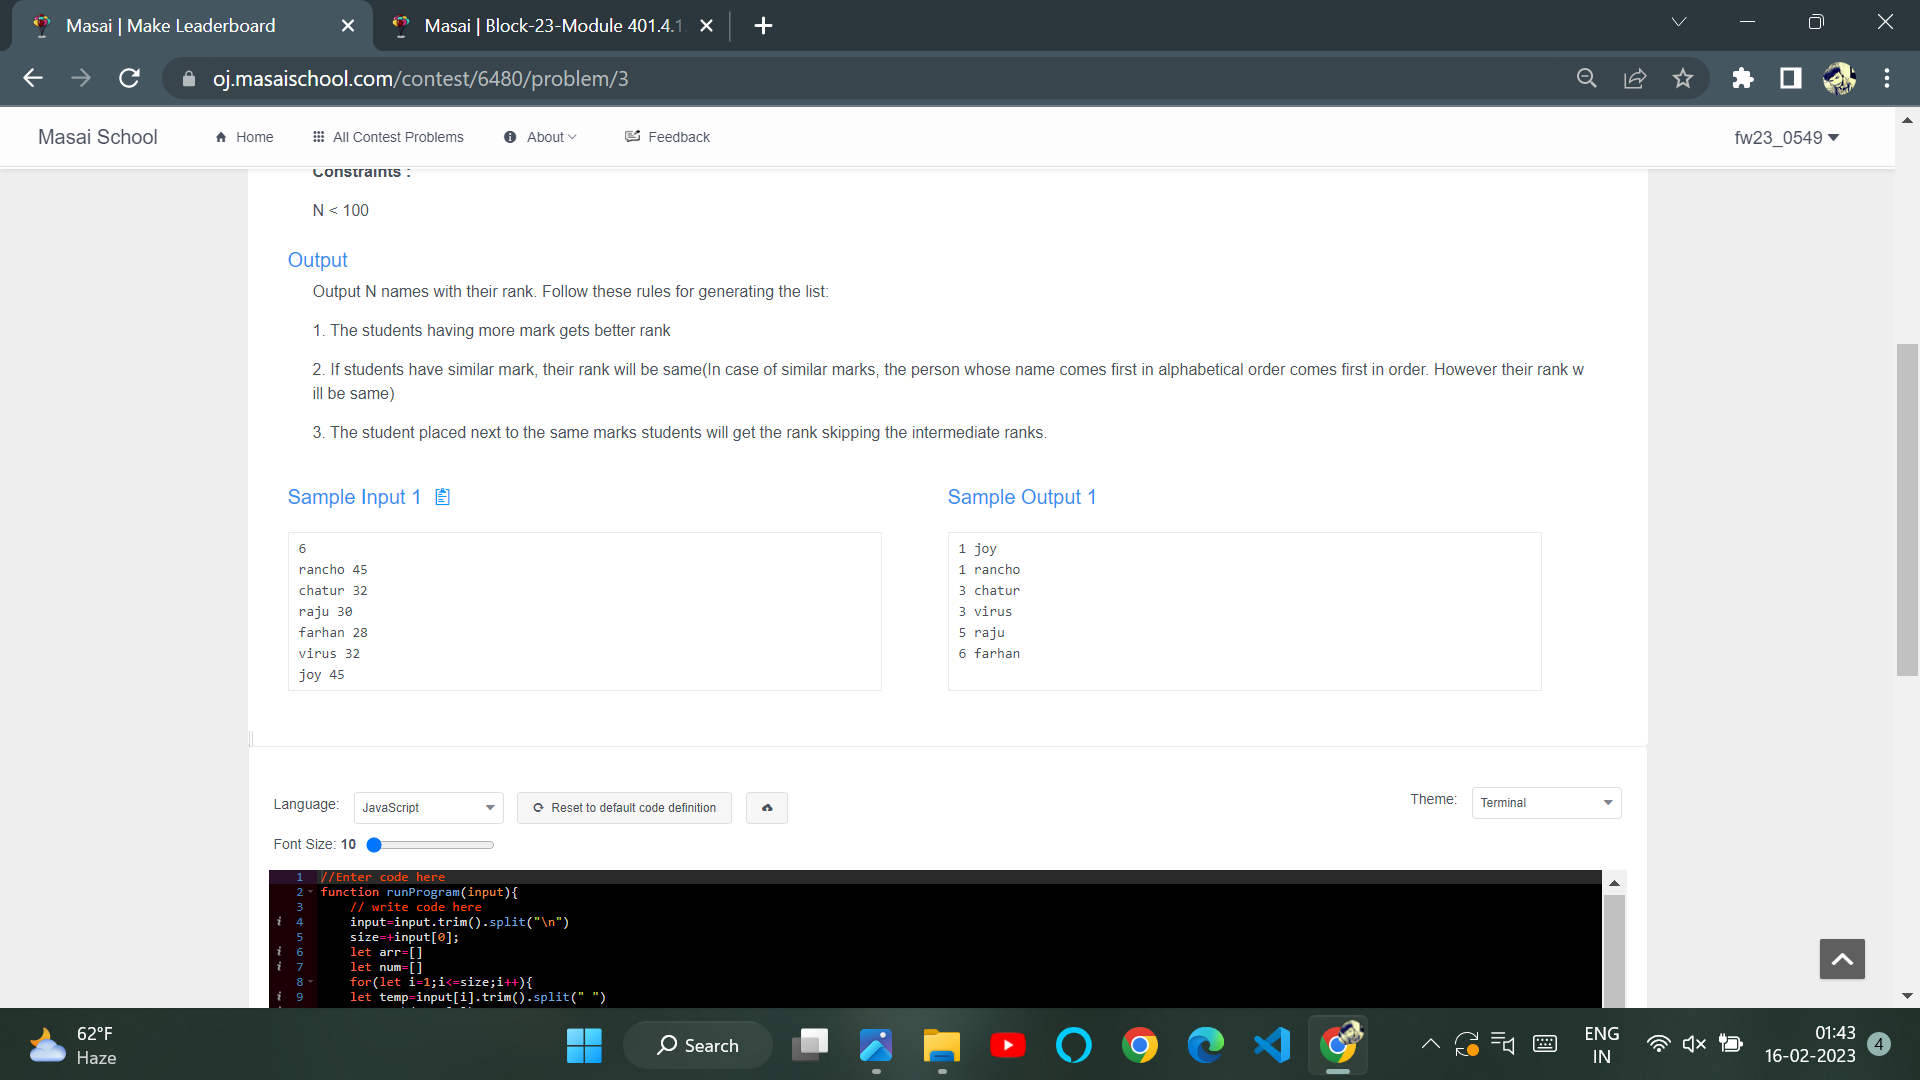 Masai | Make Leaderboard
Masai | Block-23-Module 401.4.1
oj.masaischool.com/contest/6480/problem/3
Masai School
Home
All Contest Problems
About
Feedback
fw23_0549
Constraints :
N < 100
Output
Output N names with their rank. Follow these rules for generating the list:
1. The students having more mark gets better rank
2. If students have similar mark, their rank will be same(In case of similar marks, the person whose name comes first in alphabetical order comes first in order. However their rank w
ill be same)
3. The student placed next to the same marks students will get the rank skipping the intermediate ranks.
Sample Input 1
6
rancho 45
chatur 32
raju 30
farhan 28
virus 32
joy 45
Sample Output 1
1 joy
1 rancho
3 chatur
3 virus
5 raju
6 farhan
Language: JavaScript
Reset to default code definition
Theme: Terminal
Font Size: 10
1 //Enter code here
2 function runProgram(input){
3 // write code here
4 input=input.trim().split("\n")
5 size=+input[0];
6 let arr=[]
7 let num=[]
8 for(let i=1;i<=size;i++){
9 let temp=input[i].trim().split(" ")
62°F
Haze
Search
ENG
IN
01:43
16-02-2023
4